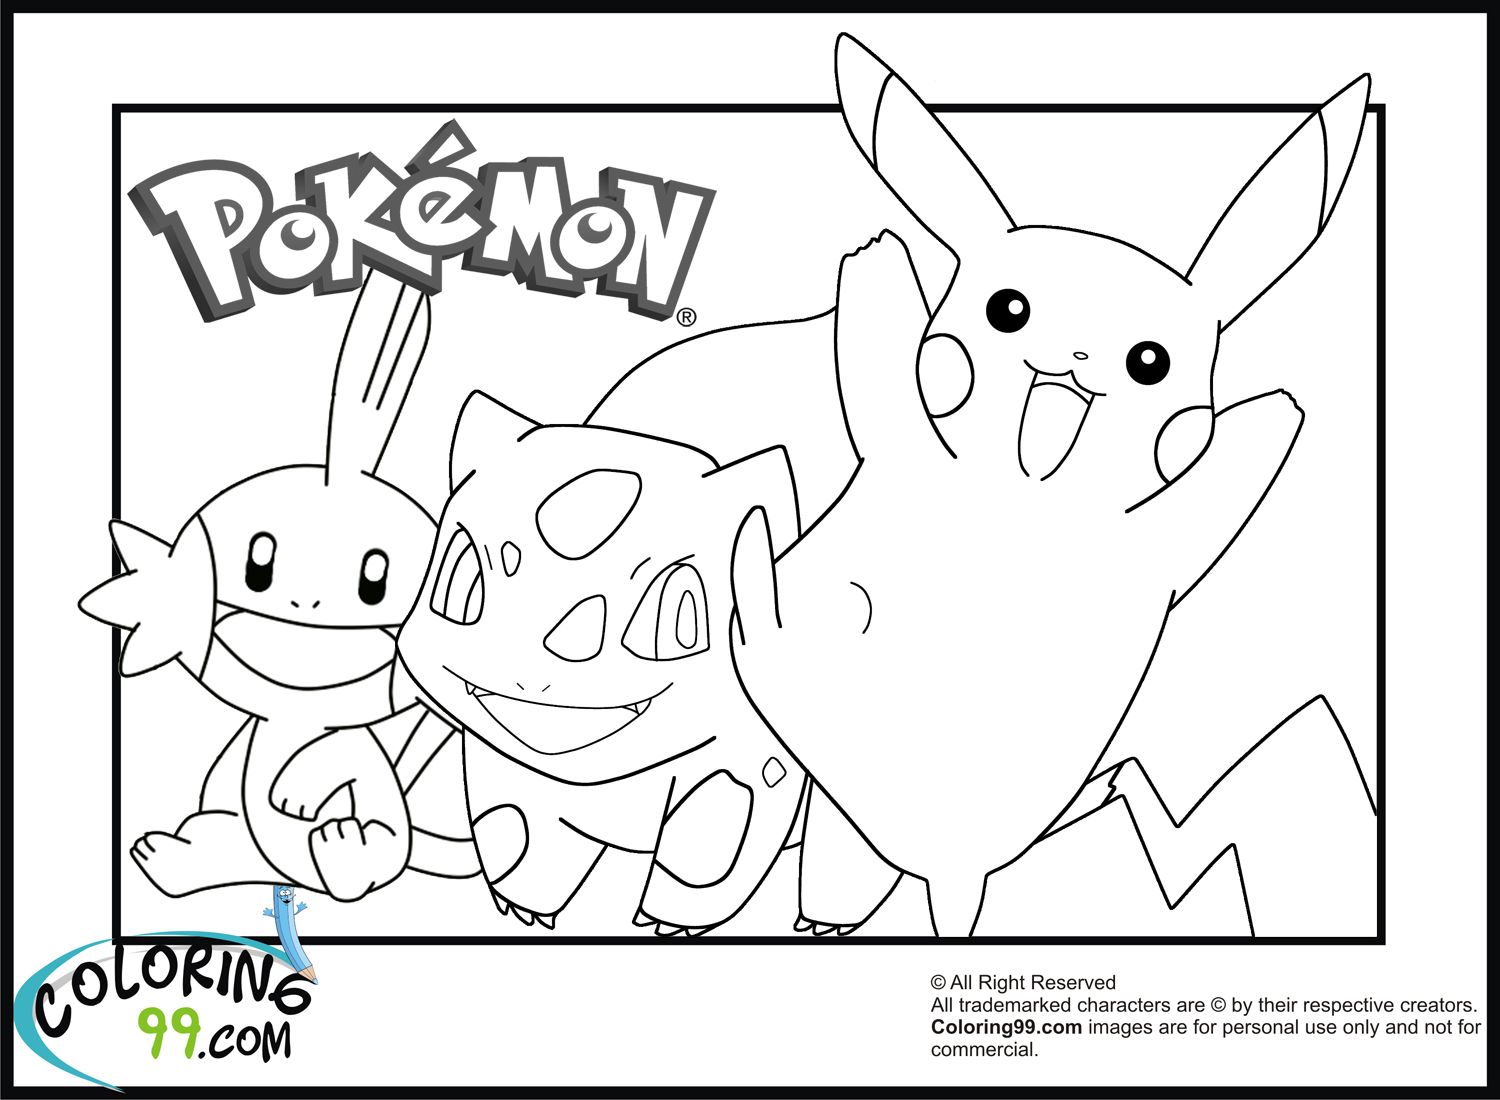 POKéMON
®
COLORING
99.COM
© All Right Reserved
All trademarked characters are © by their respective creators.
Coloring99.com images are for personal use only and not for
commercial.